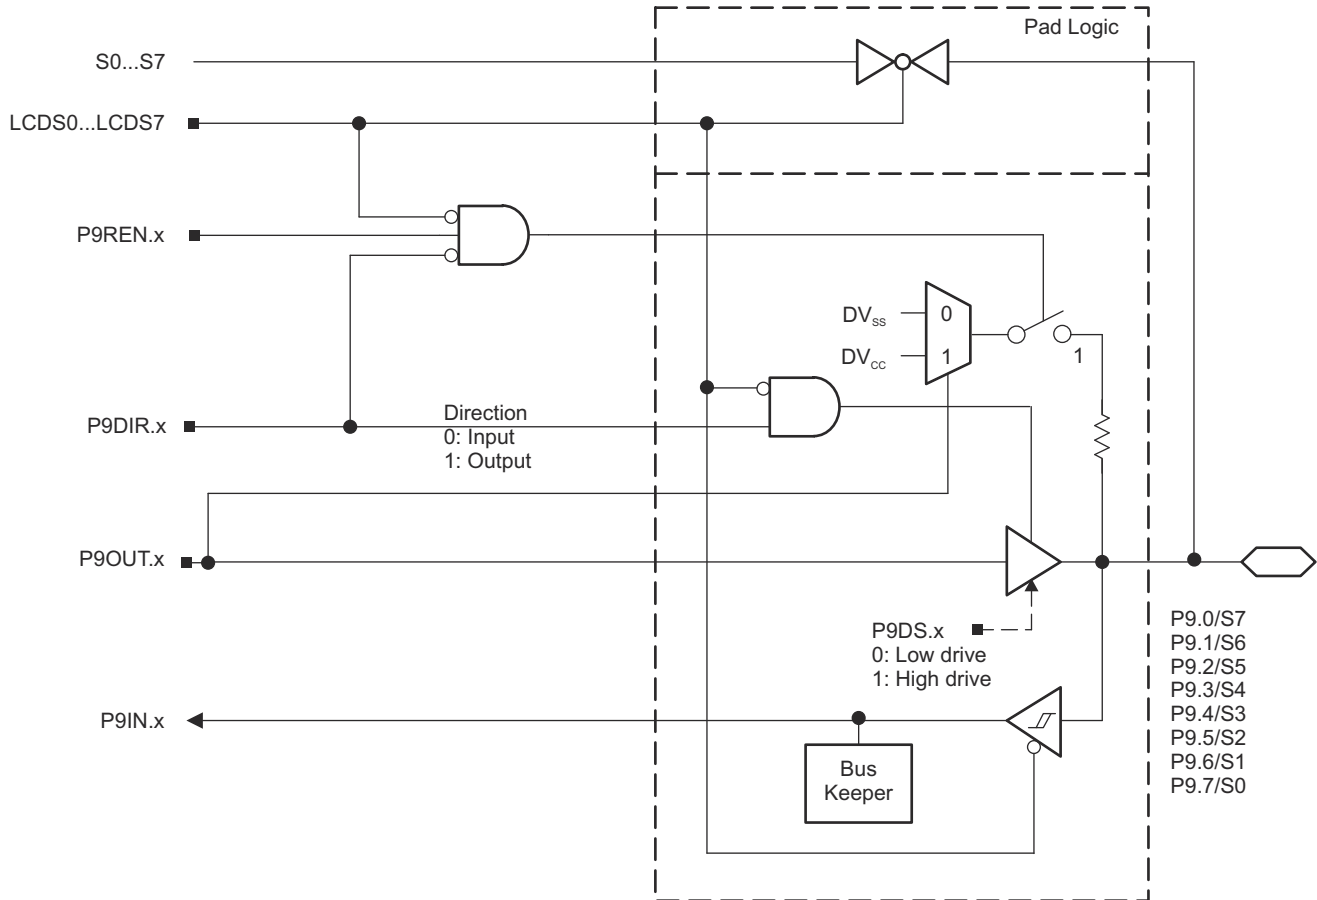 Pad Logic
S0...S7
LCDS0...LCDS7
P9REN.x
DVSS
0
DVCC
1
1
P9DIR.x
Direction
0: Input
1: Output
P9OUT.x
P9DS.x
0: Low drive
1: High drive
P9IN.x
Bus
Keeper
P9.0/S7
P9.1/S6
P9.2/S5
P9.3/S4
P9.4/S3
P9.5/S2
P9.6/S1
P9.7/S0